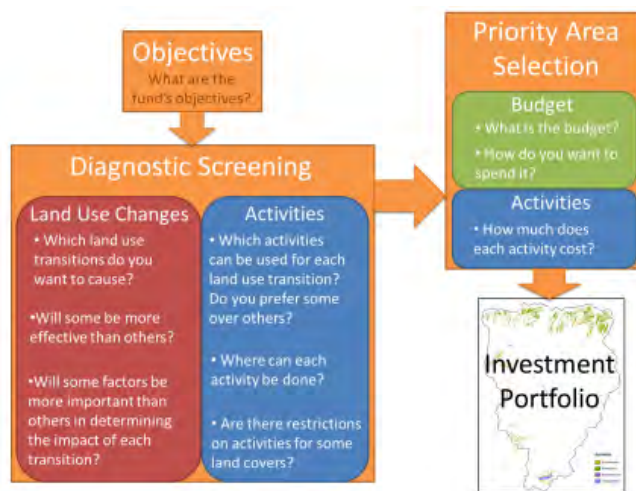 Objectives
What are the
fund's objectives?
Diagnostic Screening
Land Use Changes
• Which land use
transitions do you
want to cause?
•Will some be more
effective than others?
•Will some factors be
more important than
others in determining
the impact of each
transition?
Activities
• Which activities
can be used for each
land use transition?
Do you prefer some
over others?
• Where can each
activity be done?
• Are there restrictions
on activities for some
land covers?
Priority Area
Selection
Budget
• What is the budget?
• How do you want to
spend it?
Activities
• How much does
each activity cost?
Investment
Portfolio